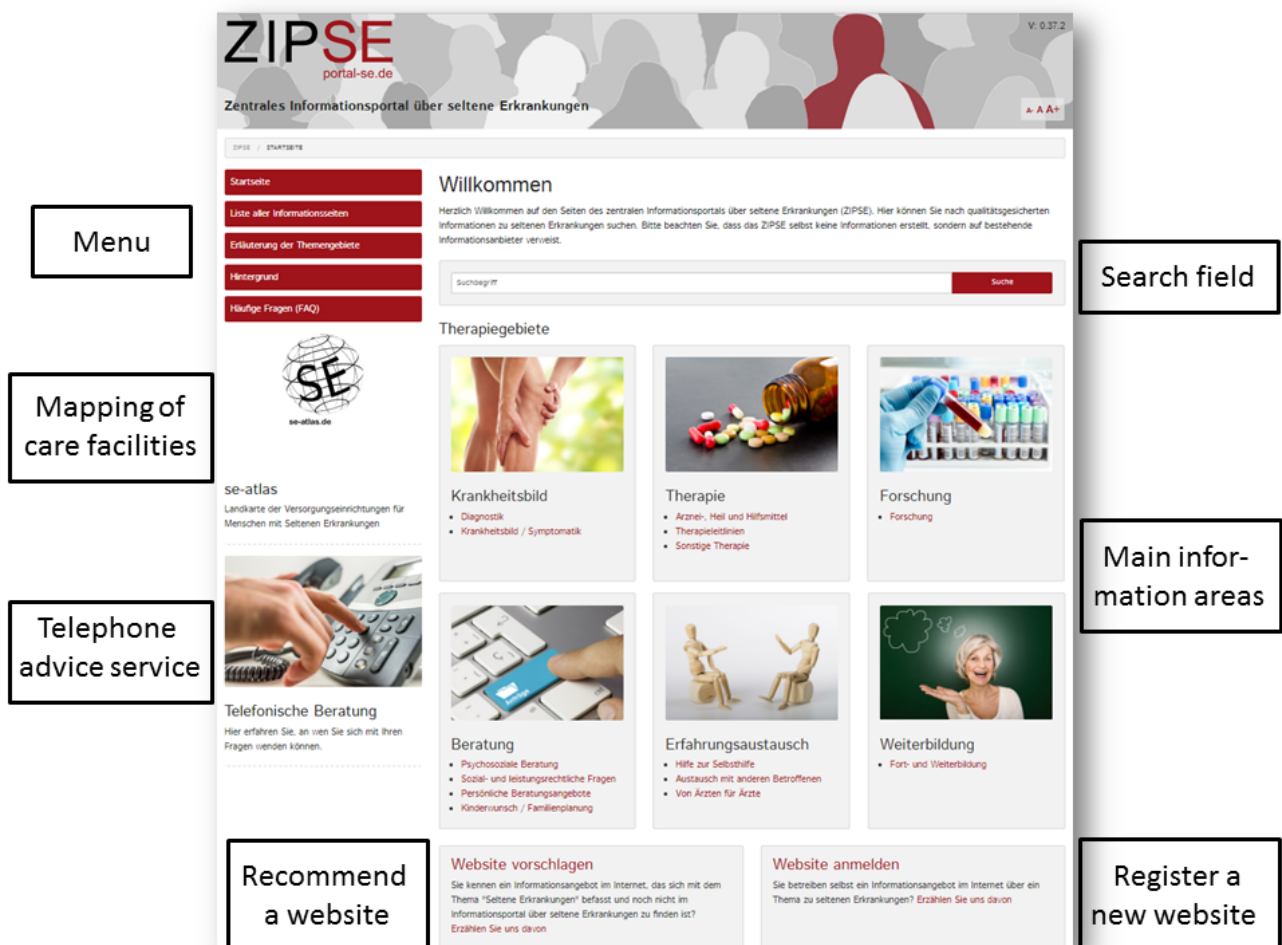 ZIPSE
portal-se.de
V: 0.37.2
Zentrales Informationsportal über seltene Erkrankungen
A- A A+
ZIPSE / STARTSEITE
Menu
Startseite
Liste aller Informationsseiten
Erläuterung der Themengebiete
Hintergrund
Häufige Fragen (FAQ)
Willkommen
Herzlich Willkommen auf den Seiten des zentralen Informationsportals über seltene Erkrankungen (ZIPSE). Hier können Sie nach qualitätsgesicherten
Informationen zu seltenen Erkrankungen suchen. Bitte beachten Sie, dass das ZIPSE selbst keine Informationen erstellt, sondern auf bestehende
Informationsanbieter verweist.
Suchbegriff
Suche
Search field
Therapiegebiete
Mapping of
care facilities
SE
se-atlas.de
se-atlas
Landkarte der Versorgungseinrichtungen für
Menschen mit Seltenen Erkrankungen
Krankheitsbild
• Diagnostik
• Krankheitsbild / Symptomatik
Therapie
• Arznei-, Heil und Hilfsmittel
• Therapieleitlinien
• Sonstige Therapie
Forschung
• Forschung
Main infor-
mation areas
Telephone
advice service
Telefonische Beratung
Hier erfahren Sie, an wen Sie sich mit Ihren
Fragen wenden können.
Beratung
• Psychosoziale Beratung
• Sozial- und leistungsrechtliche Fragen
• Persönliche Beratungsangebote
• Kinderwunsch / Familienplanung
Erfahrungsaustausch
• Hilfe zur Selbsthilfe
• Austausch mit anderen Betroffenen
• Von Ärzten für Ärzte
Weiterbildung
• Fort- und Weiterbildung
Recommend
a website
Website vorschlagen
Sie kennen ein Informationsangebot im Internet, das sich mit dem
Thema "Seltene Erkrankungen" befasst und noch nicht im
Informationsportal über seltene Erkrankungen zu finden ist?
Erzählen Sie uns davon
Website anmelden
Sie betreiben selbst ein Informationsangebot im Internet über ein
Thema zu seltenen Erkrankungen? Erzählen Sie uns davon
Register a
new website